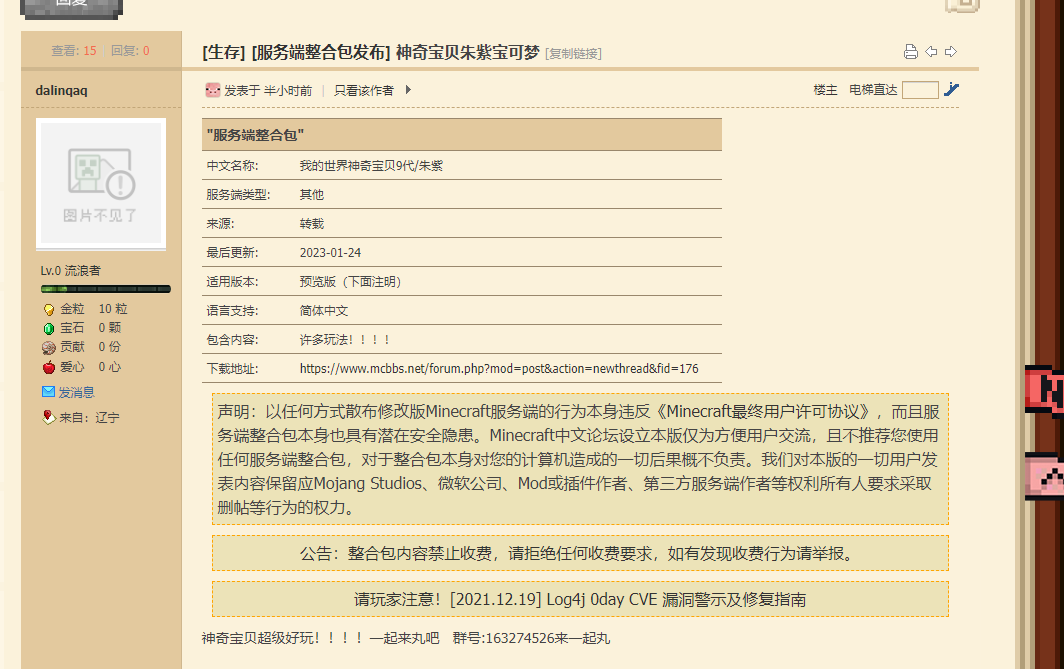 回复
查看: 15 | 回复: 0
[生存] [服务端整合包发布] 神奇宝贝朱紫宝可梦 [复制链接]
dalinqaq
发表于 半小时前 | 只看该作者
楼主 电梯直达
图片不见了
Lv.0 流浪者
金粒 10 粒
宝石 0 颗
贡献 0 份
爱心 0 心
发消息
来自：辽宁
"服务端整合包"
中文名称: 我的世界神奇宝贝9代/朱紫
服务端类型: 其他
来源: 转载
最后更新: 2023-01-24
适用版本: 预览版（下面注明）
语言支持: 简体中文
包含内容: 许多玩法！！！！
下载地址: https://www.mcbbs.net/forum.php?mod=post&action=newthread&fid=176
声明：以任何方式散布修改版Minecraft服务端的行为本身违反《Minecraft最终用户许可协议》，而且服
务端整合包本身也具有潜在安全隐患。Minecraft中文论坛设立本版仅为方便用户交流，且不推荐您使用
任何服务端整合包，对于整合包本身对您的计算机造成的一切后果概不负责。我们对本版的一切用户发
表内容保留应Mojang Studios、微软公司、Mod或插件作者、第三方服务端作者等权利所有人要求采取
删帖等行为的权力。
公告：整合包内容禁止收费，请拒绝任何收费要求，如有发现收费行为请举报。
请玩家注意！[2021.12.19] Log4j 0day CVE 漏洞警示及修复指南
神奇宝贝超级好玩！！！！一起来丸吧 群号:163274526来一起丸